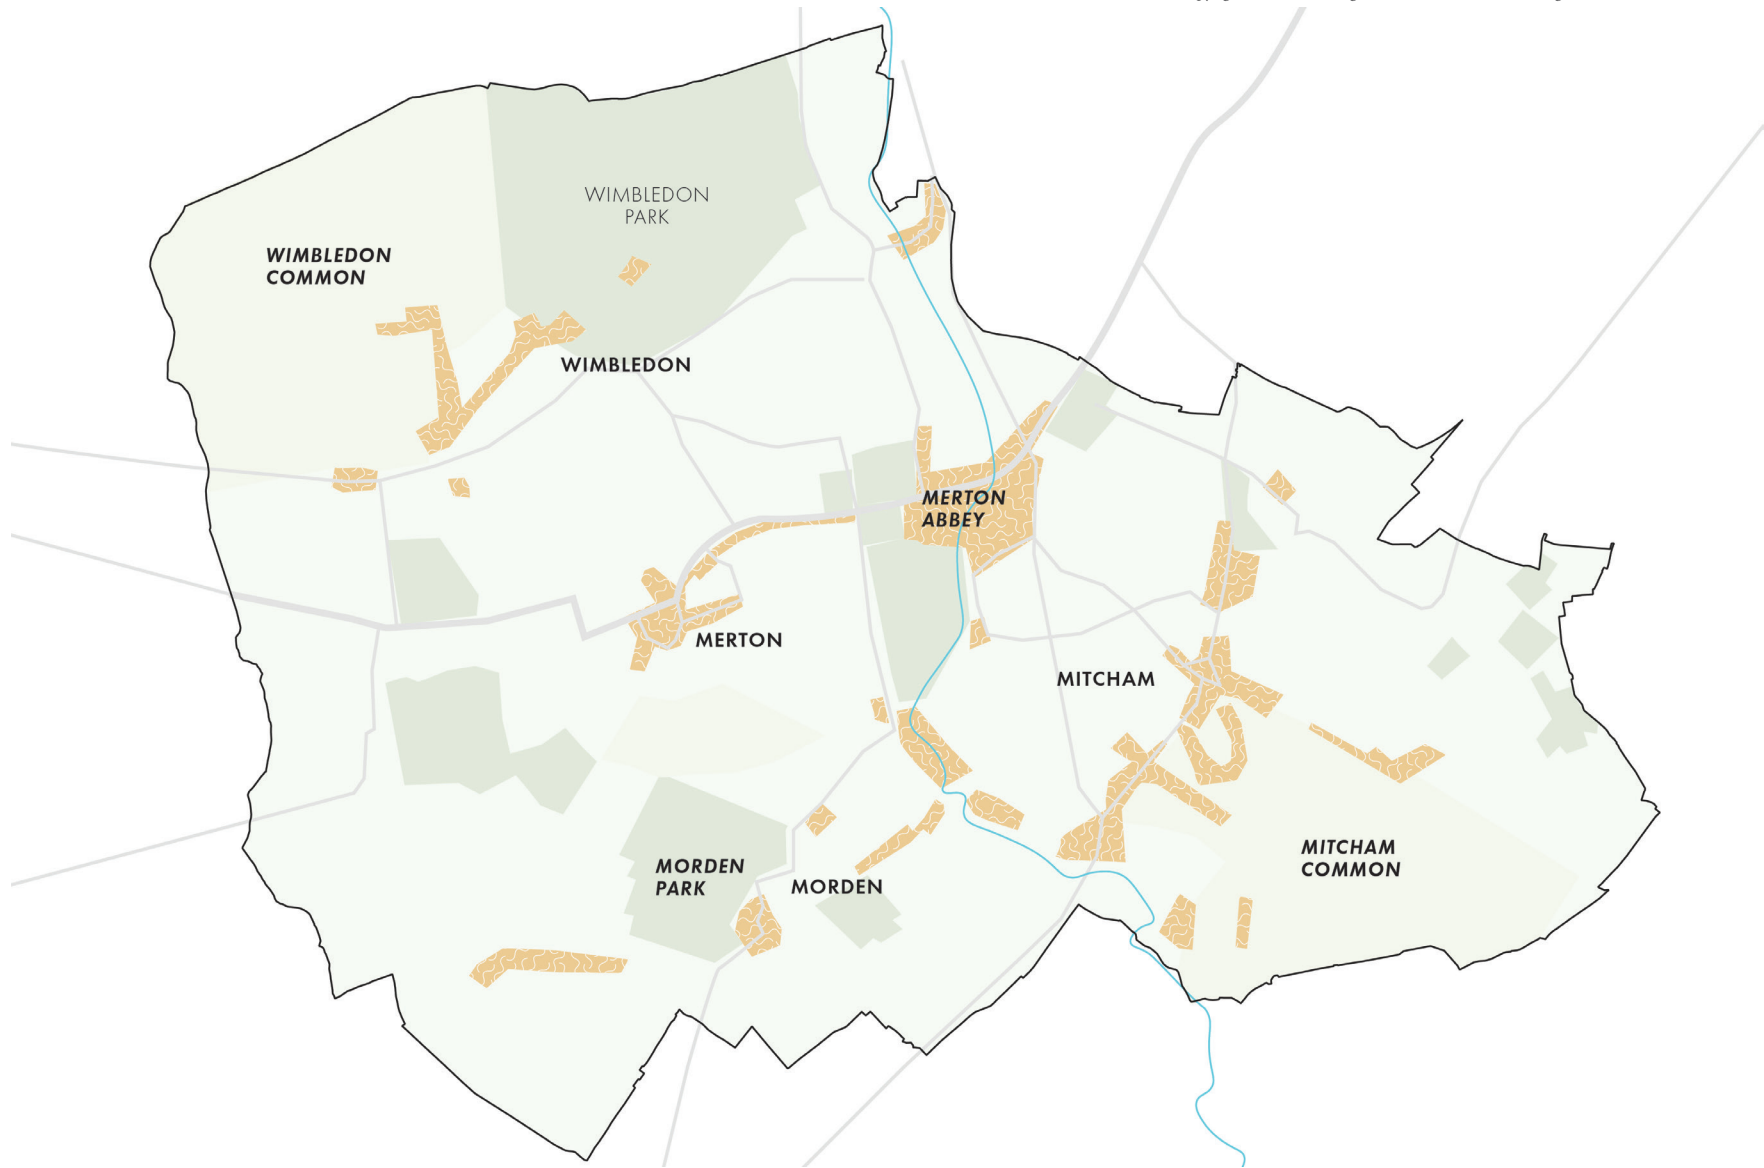 WIMBLEDON
PARK
WIMBLEDON
COMMON
WIMBLEDON
MERTON
ABBEY
MERTON
MITCHAM
MITCHAM
COMMON
MORDEN
PARK
MORDEN